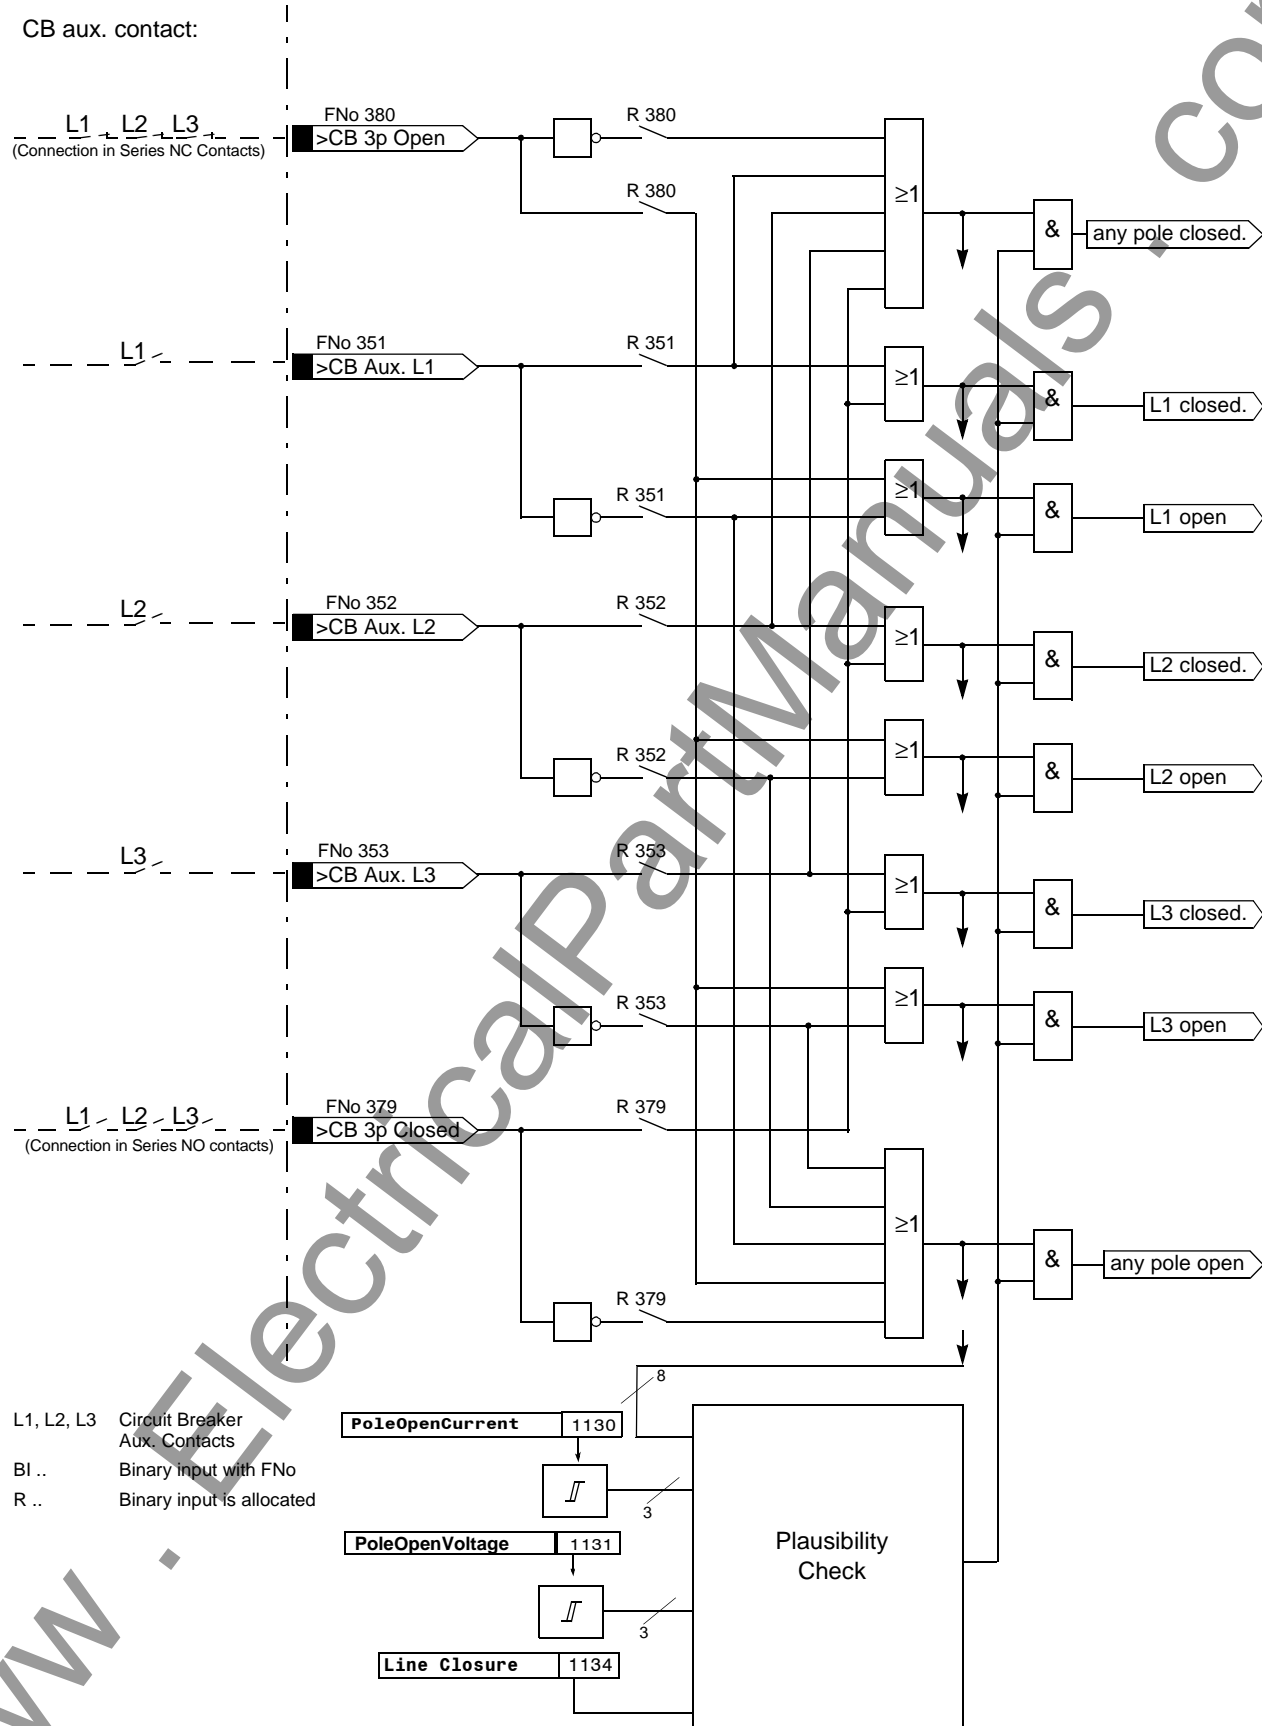 CB aux. contact:
L1 L2 L3
(Connection in Series NC Contacts)
FNo 380
>CB 3p Open
R 380
R 380
≥1
&
any pole closed.
L1
FNo 351
>CB Aux. L1
R 351
≥1
&
L1 closed.
R 351
≥1
&
L1 open
L2
FNo 352
>CB Aux. L2
R 352
≥1
&
L2 closed.
R 352
≥1
&
L2 open
L3
FNo 353
>CB Aux. L3
R 353
≥1
&
L3 closed.
R 353
≥1
&
L3 open
L1 L2 L3
(Connection in Series NO contacts)
FNo 379
>CB 3p Closed
R 379
≥1
&
any pole open
R 379
8
L1, L2, L3 Circuit Breaker
Aux. Contacts
BI .. Binary input with FNo
R .. Binary input is allocated
PoleOpenCurrent 1130
3
PoleOpenVoltage 1131
3
Line Closure 1134
Plausibility
Check
ww . ElectricalPartManuals . com